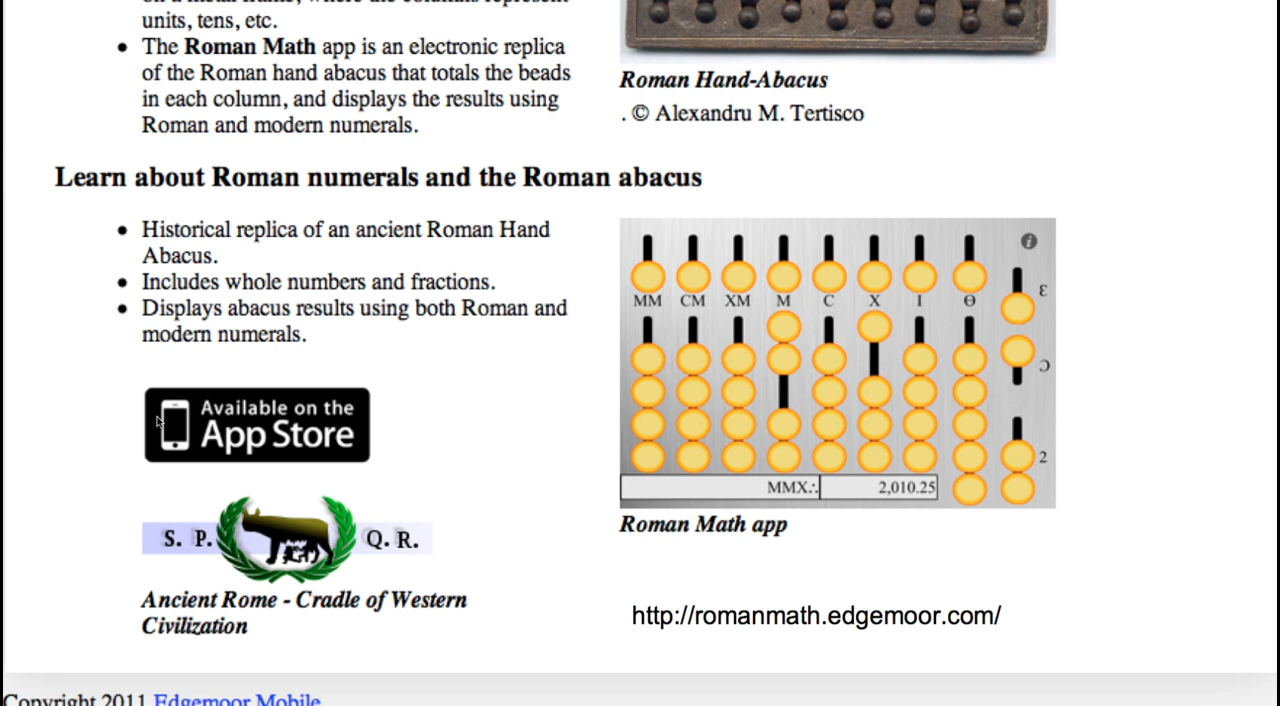 units, tens, etc.
• The Roman Math app is an electronic replica
of the Roman hand abacus that totals the beads
in each column, and displays the results using
Roman and modern numerals.
Roman Hand-Abacus
. © Alexandru M. Tertisco
Learn about Roman numerals and the Roman abacus
• Historical replica of an ancient Roman Hand
Abacus.
• Includes whole numbers and fractions.
• Displays abacus results using both Roman and
modern numerals.
Available on the
App Store
S. P. Q. R.
Ancient Rome - Cradle of Western
Civilization
MM CM XM M C X I Ө
Ɛ
Ɔ
2
MMX∴ 2,010.25
Roman Math app
http://romanmath.edgemoor.com/
Copyright 2011 Edgemoor Mobile